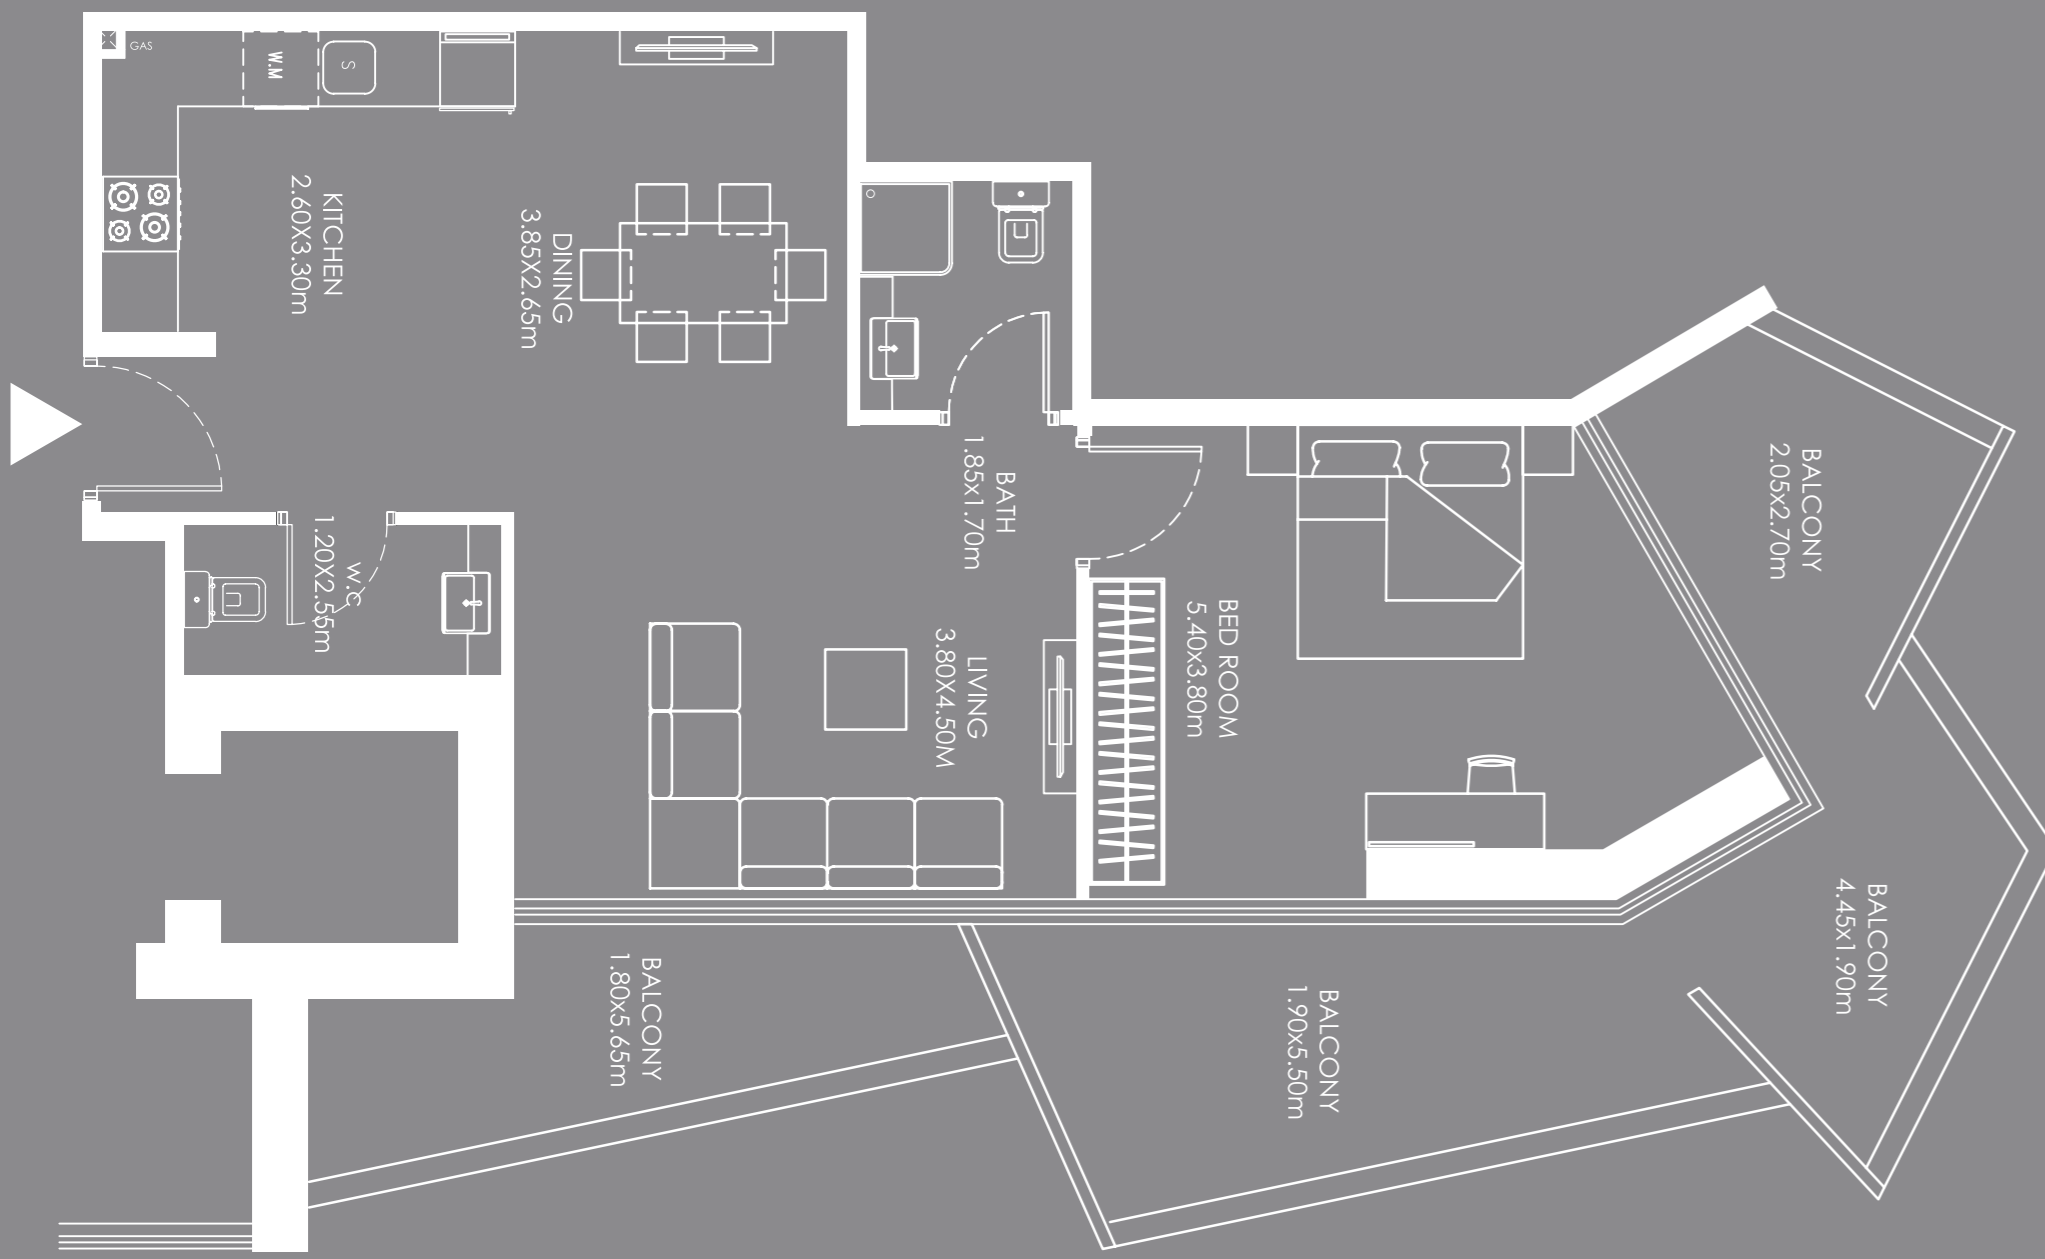 GAS
W.M
S
KITCHEN
2.60X3.30m
DINING
3.85X2.65m
BATH
1.85x1.70m
W.C
1.20X2.55m
LIVING
3.80X4.50M
BED ROOM
5.40x3.80m
BALCONY
2.05x2.70m
BALCONY
4.45x1.90m
BALCONY
1.90x5.50m
BALCONY
1.80x5.65m